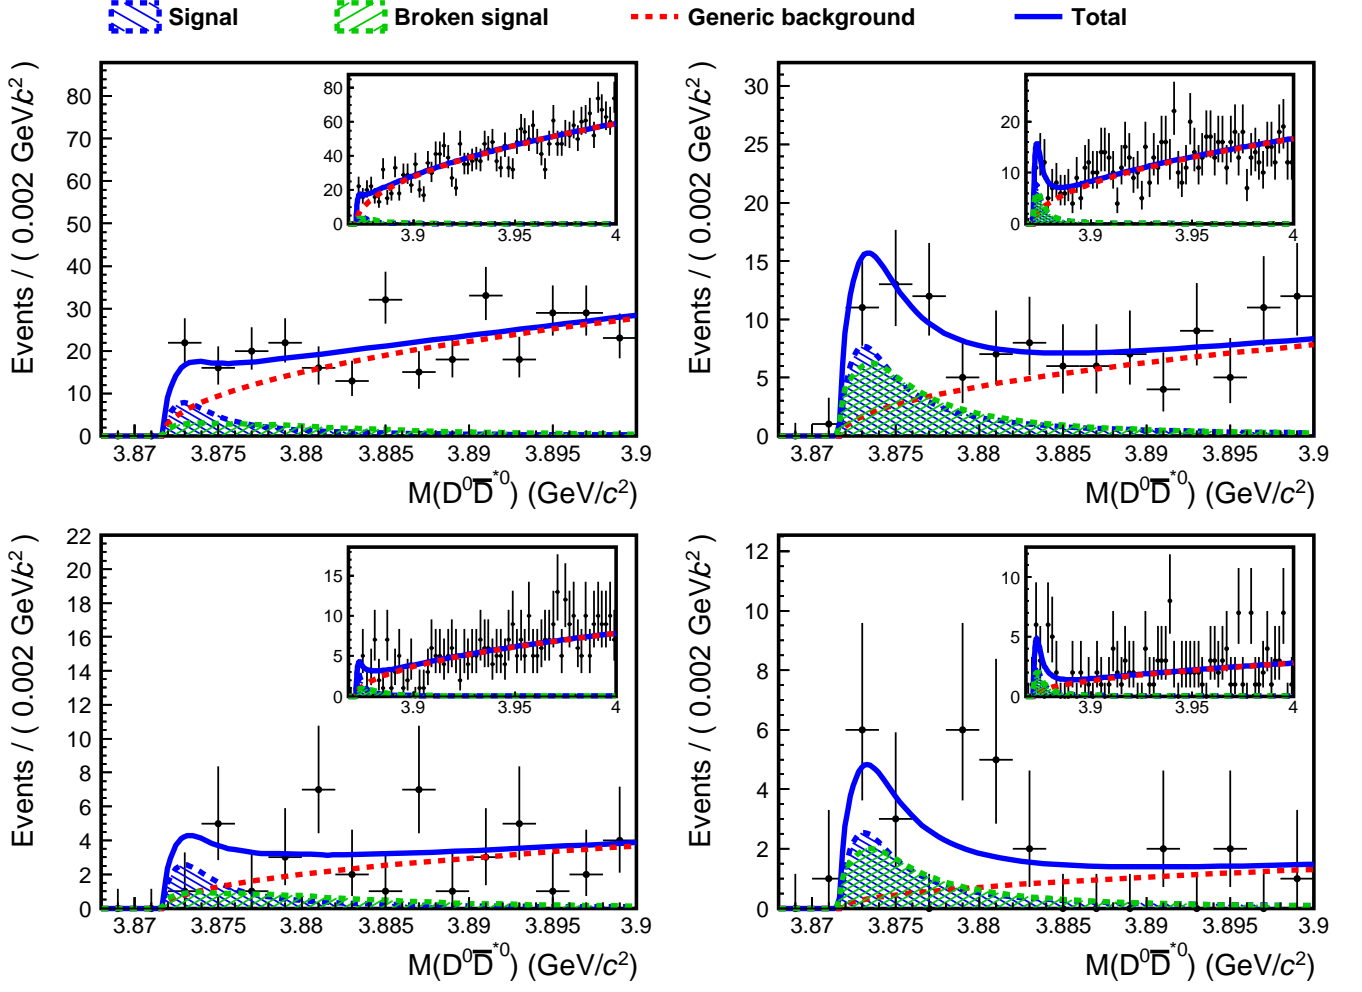 Signal Broken signal Generic background Total
Events / ( 0.002 GeV/c² )
80
70
60
50
40
30
20
10
0
3.87 3.875 3.88 3.885 3.89 3.895 3.9
M(D⁰D̅*⁰) (GeV/c²)
80
60
40
20
0
3.9 3.95 4
Events / ( 0.002 GeV/c² )
30
25
20
15
10
5
0
3.87 3.875 3.88 3.885 3.89 3.895 3.9
M(D⁰D̅*⁰) (GeV/c²)
20
10
0
3.9 3.95 4
Events / ( 0.002 GeV/c² )
22
20
18
16
14
12
10
8
6
4
2
0
3.87 3.875 3.88 3.885 3.89 3.895 3.9
M(D⁰D̅*⁰) (GeV/c²)
15
10
5
0
3.9 3.95 4
Events / ( 0.002 GeV/c² )
12
10
8
6
4
2
0
3.87 3.875 3.88 3.885 3.89 3.895 3.9
M(D⁰D̅*⁰) (GeV/c²)
10
5
0
3.9 3.95 4